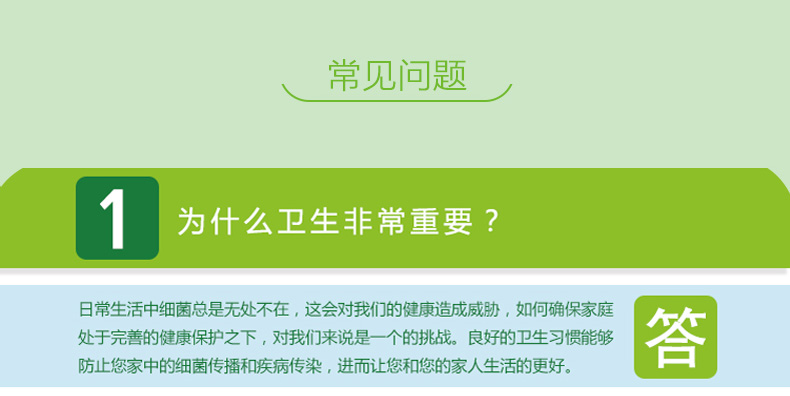 常见问题
1 为什么卫生非常重要？
日常生活中细菌总是无处不在，这会对我们的健康造成威胁，如何确保家庭
处于完善的健康保护之下，对我们来说是一个的挑战。良好的卫生习惯能够
防止您家中的细菌传播和疾病传染，进而让您和您的家人生活的更好。
答